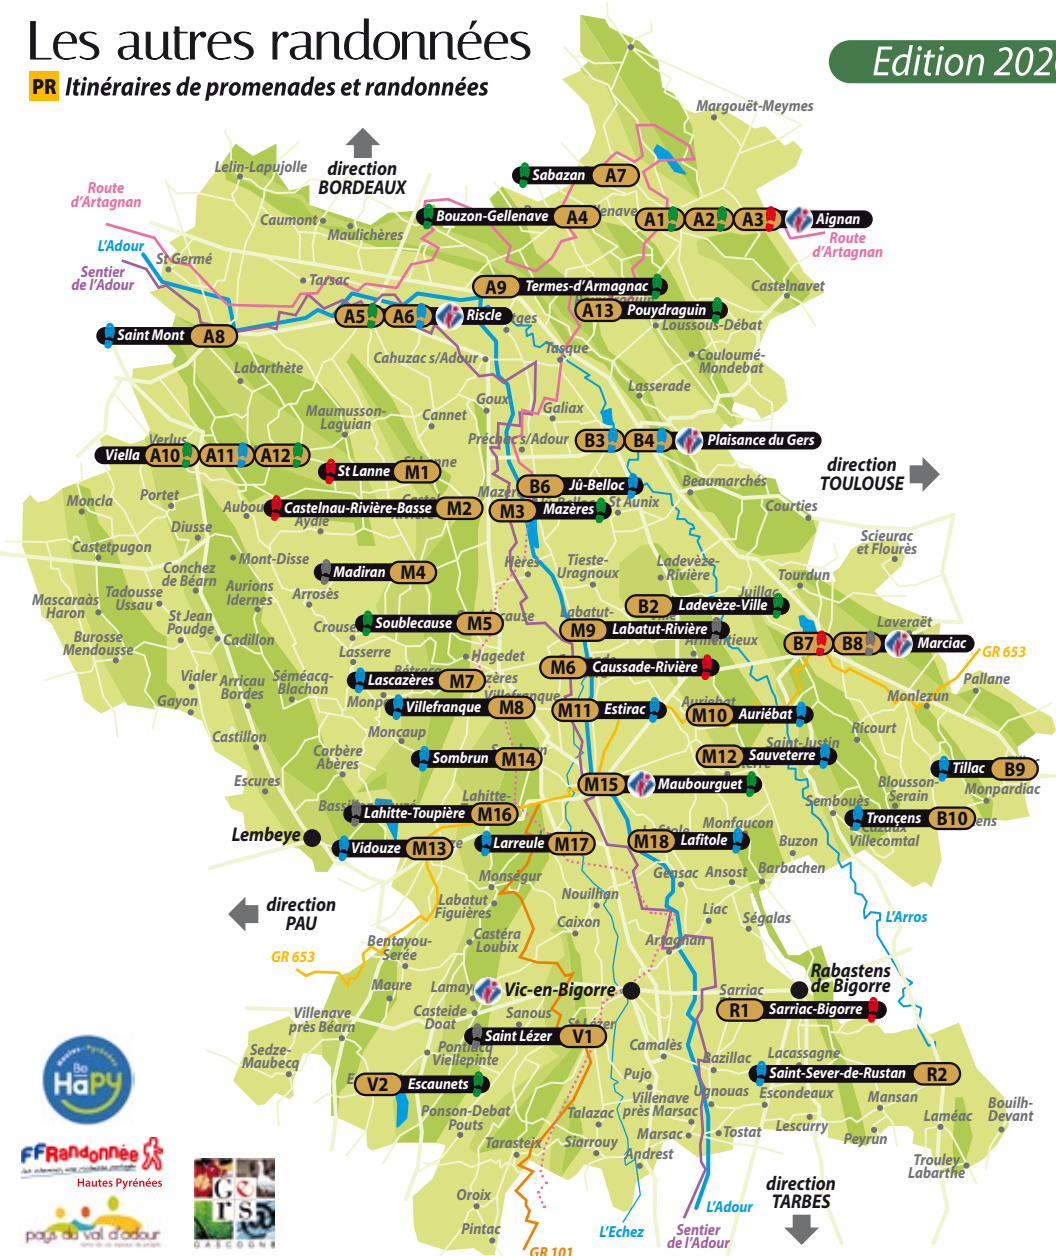 Les autres randonnées
PR Itinéraires de promenades et randonnées
Edition 202
Margouët-Meymes
direction
BORDEAUX
Lelin-Lapujolle
Sabazan A7
Route
d'Artagnan
Caumont
Maulichères
Bouzon-Gellenave A4
A1 A2 A3 Aignan
Route
d'Artagnan
L'Adour
St Germé
Sentier
de l'Adour
Tarsac
A9 Termes-d'Armagnac
Castelnavet
A13 Pouydraguin
Loussous-Débat
A5 A6 Riscle
Saint Mont A8
Cahuzac s/Adour
Tasque
Couloumé-
Mondebat
Labarthète
Lasserade
Maumusson-
Laguian
Cannet
Goux
Galiax
Verlus
Préchac s/Adour
B3 B4 Plaisance du Gers
Viella A10 A11 A12
St Lanne M1
direction
TOULOUSE
B6 Jû-Belloc
Beaumarchés
Moncla
Portet
Castelnau-Rivière-Basse M2
M3 Mazères
St Aunix
Courties
Aydie
Diusse
Castetpugon
Mont-Disse
Scieurac
et Flourès
Conchez
de Béarn
Madiran M4
Hères
Tieste-
Uragnoux
Ladevèze-
Rivière
Tourdun
Mascaraàs
Haron
Tadousse
Ussau
Aurions
Idernes
Arrosès
Juillac
B2 Ladevèze-Ville
St Jean
Poudge
Soublecause M5
Labatut-
M9 Labatut-Rivière
Armentieux
Laveraët
B7 B8 Marciac
Burosse
Mendousse
Cadillon
Lasserre
Hagedet
M6 Caussade-Rivière
GR 653
Vialer
Arricau
Bordes
Séméacq-
Blachon
Lascazères M7
Pallane
Gayon
Villefranque M8
M11 Estirac
M10 Auriébat
Monlezun
Castillon
Moncaup
Ricourt
Corbère
Abères
Sombrun M14
Saint-Justin
M12 Sauveterre
Tillac B9
Escures
M15 Maubourguet
Blousson-
Serain
Monpardiac
Lahitte-
Lahitte-Toupière M16
Sembouès
Tronçens B10
Lembeye
Vidouze M13
Larreule M17
M18 Lafitole
Monfaucon
Buzon
Villecomtal
Monségur
Gensac
Ansost
Barbachen
direction
PAU
Labatut
Figuières
Nouilhan
Liac
Ségalas
L'Arros
Caixon
Castéra
Loubix
Bentayou-
Serée
Artagnan
GR 653
Maure
Vic-en-Bigorre
Sarriac
Rabastens
de Bigorre
R1 Sarriac-Bigorre
Villenave
près Béarn
Casteide
Doat
Sanous
Saint Lézer V1
Sedze-
Maubecq
Viellepinte
Camalès
Bazillac
Lacassagne
Be
HaPy
V2 Escaunets
Pujo
Saint-Sever-de-Rustan R2
Ponson-Debat
Pouts
Talazac
Villenave
près Marsac
Ugnouas
Escondeaux
Mansan
Lescurry
Laméac
Bouilh-
Devant
FFRandonnée
Hautes Pyrénées
Tarasteix
Siarrouy
Marsac
Tostat
Peyrun
Andrest
Trouley
Labarthe
Gers
GASCOGNE
Oroix
direction
TARBES
pays du val d'adour
Pintac
L'Echez
L'Adour
Sentier
de l'Adour
GR 101